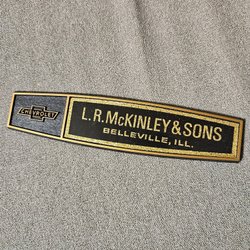 CHEVROLET
L.R. McKINLEY & SONS
BELLEVILLE, ILL.